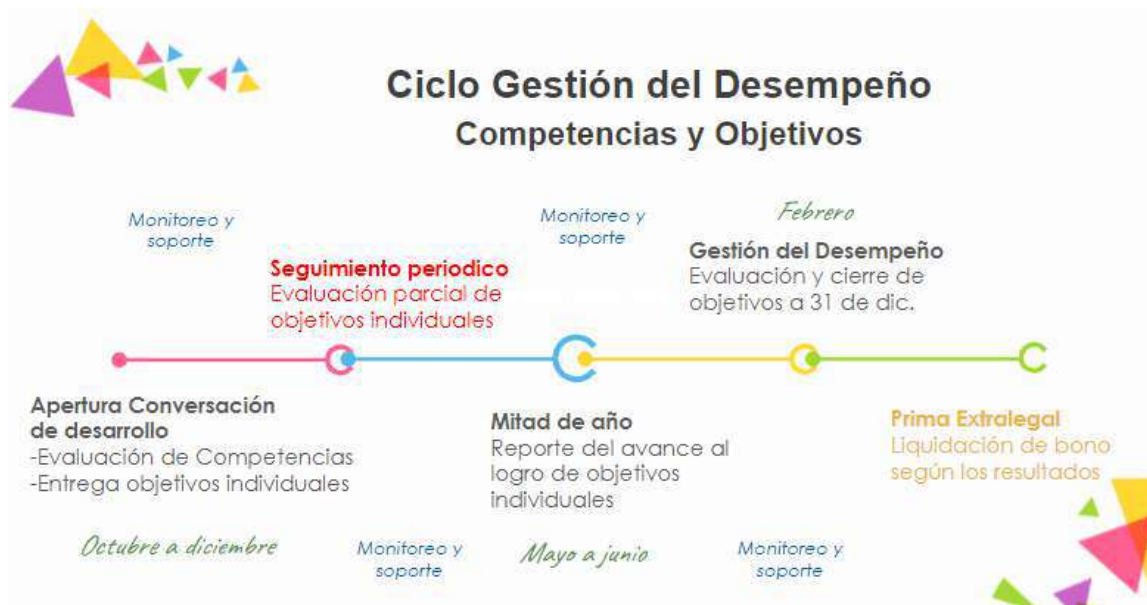 Ciclo Gestión del Desempeño
Competencias y Objetivos
Monitoreo y
soporte
Seguimiento periodico
Evaluación parcial de
objetivos individuales
Monitoreo y
soporte
Febrero
Gestión del Desempeño
Evaluación y cierre de
objetivos a 31 de dic.
Apertura Conversación
de desarrollo
-Evaluación de Competencias
-Entrega objetivos individuales
Octubre a diciembre
Monitoreo y
soporte
Mitad de año
Reporte del avance al
logro de objetivos
individuales
Mayo a junio
Monitoreo y
soporte
Prima Extralegal
Liquidación de bono
según los resultados